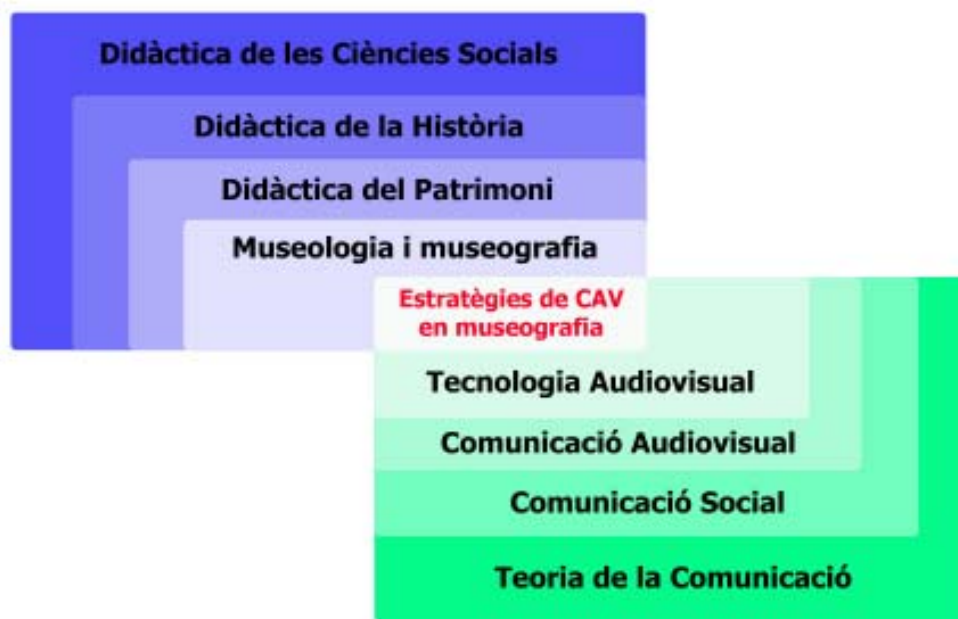 Didàctica de les Ciències Socials
Didàctica de la Història
Didàctica del Patrimoni
Museologia i museografia
Estratègies de CAV
en museografia
Tecnologia Audiovisual
Comunicació Audiovisual
Comunicació Social
Teoria de la Comunicació